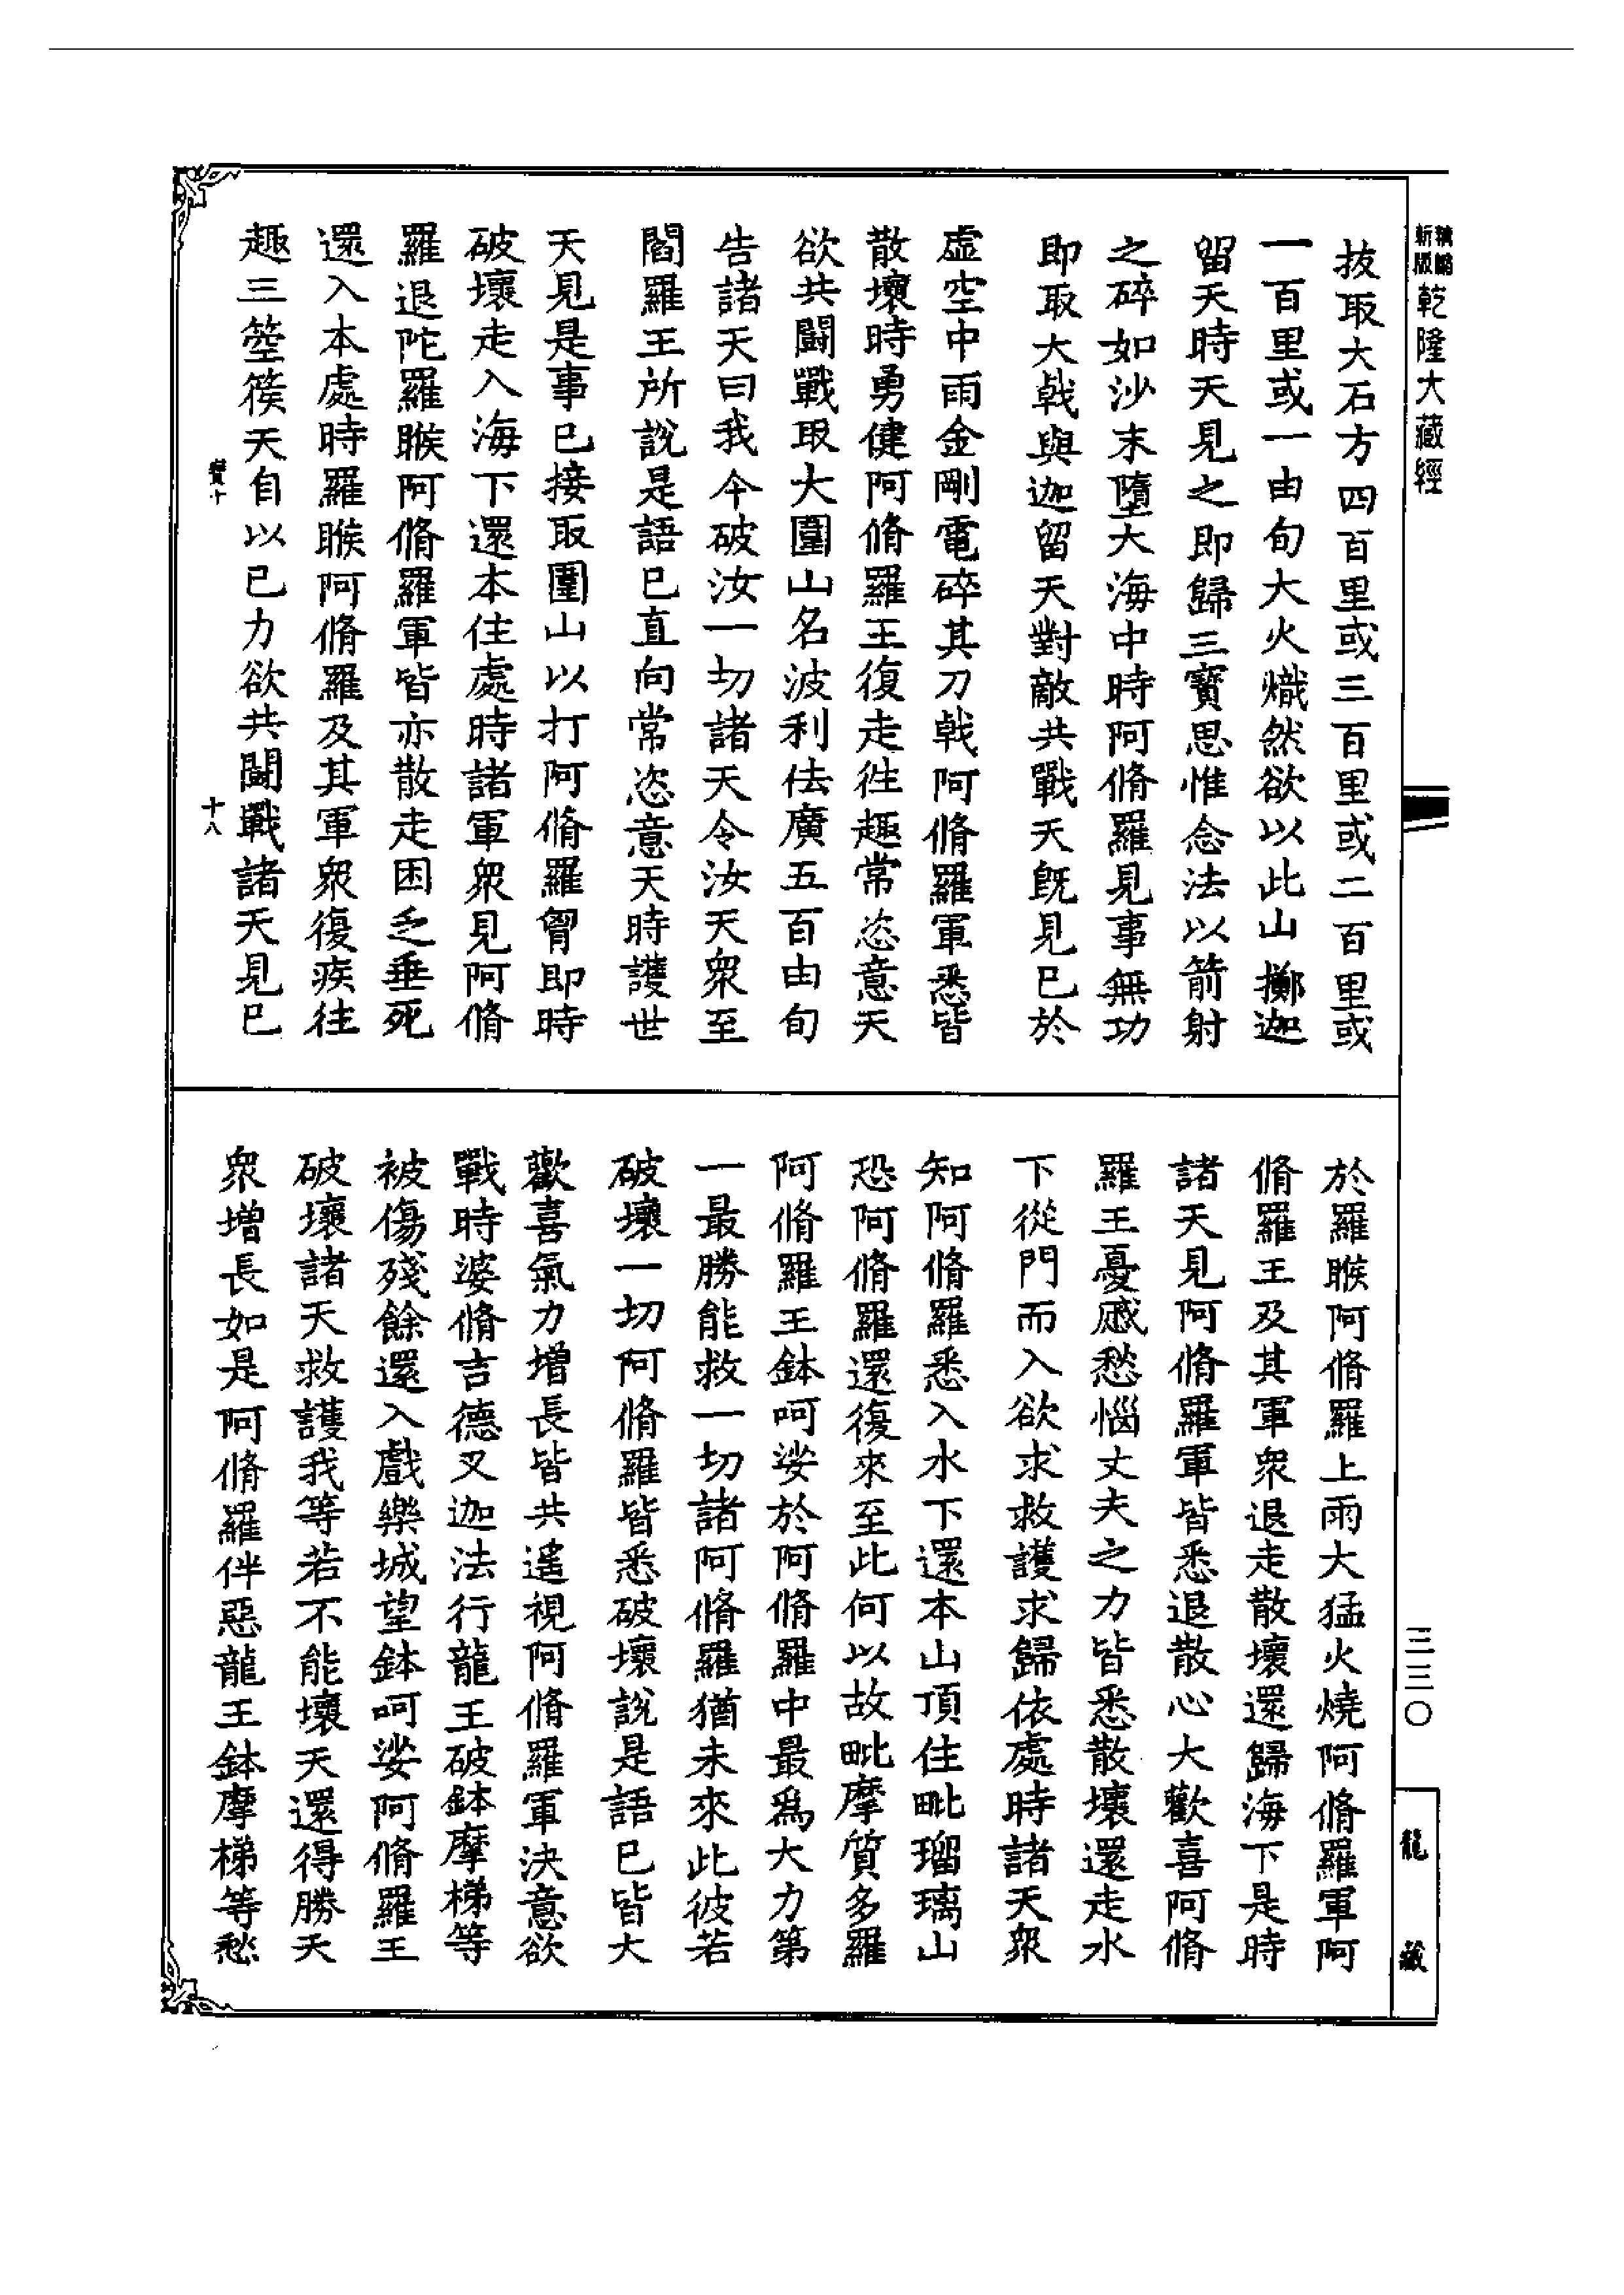 精縮
新版
乾隆大藏經
拔取大石方四百里或三百里或二百里或
一百里或一由旬大火熾然欲以此山擲迦
留天時天見之即歸三寶思惟念法以箭射
之碎如沙末墮大海中時阿脩羅見事無功
即取大戟與迦留天對敵共戰天旣見已於
虛空中雨金剛電碎其刀戟阿脩羅軍悉皆
散壞時勇健阿脩羅王復走往趣常恣意天
欲共鬪戰取大圍山名波利佉廣五百由旬
告諸天曰我今破汝一切諸天令汝天衆至
閻羅王所說是語已直向常恣意天時護世
天見是事已接取圍山以打阿脩羅胷即時
破壞走入海下還本住處時諸軍衆見阿脩
羅退陀羅睺阿脩羅軍皆亦散走困乏垂死
還入本處時羅睺阿脩羅及其軍衆復疾往
趣三箜篌天自以已力欲共鬪戰諸天見已
寶十
十八
於羅睺阿脩羅上雨大猛火燒阿脩羅軍阿
脩羅王及其軍衆退走散壞還歸海下是時
諸天見阿脩羅軍皆悉退散心大歡喜阿脩
羅王憂慼愁惱丈夫之力皆悉散壞還走水
下從門而入欲求救護求歸依處時諸天衆
知阿脩羅悉入水下還本山頂住毗瑠璃山
恐阿脩羅還復來至此何以故毗摩質多羅
阿脩羅王鉢呵娑於阿脩羅中最爲大力第
一最勝能救一切諸阿脩羅猶未來此彼若
破壞一切阿脩羅皆悉破壞說是語已皆大
歡喜氣力增長皆共遙視阿脩羅軍決意欲
戰時婆脩吉德叉迦法行龍王破鉢摩梯等
被傷殘餘還入戲樂城望鉢呵娑阿脩羅王
破壞諸天救護我等若不能壞天還得勝天
衆增長如是阿脩羅伴惡龍王鉢摩梯等愁
三三〇
龍藏